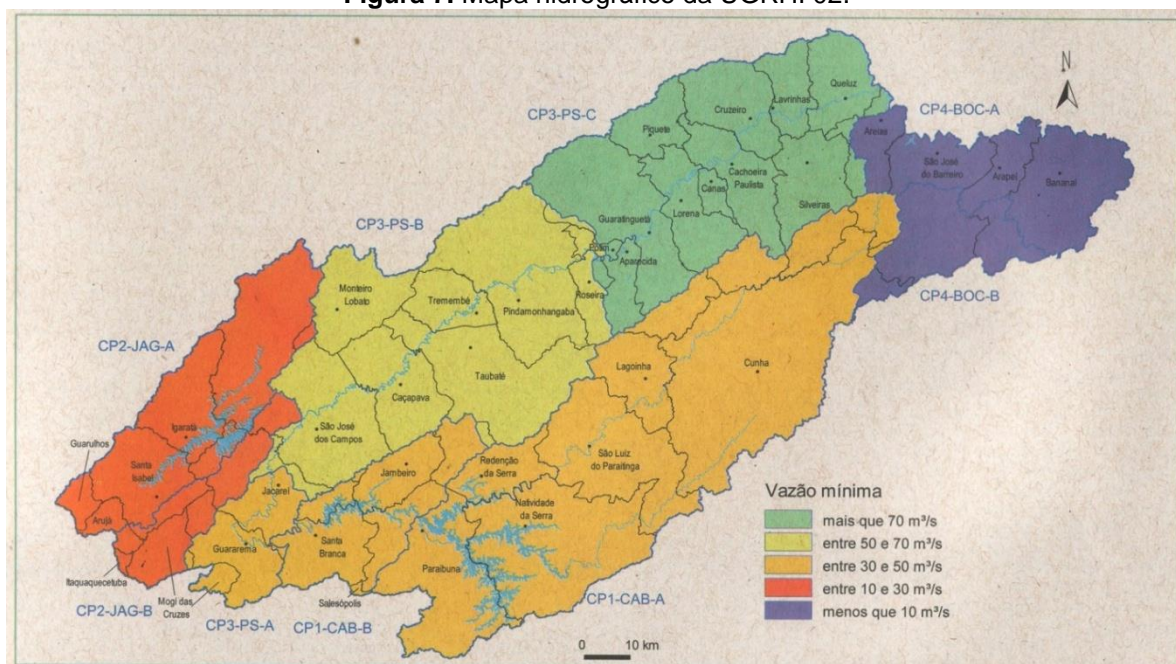 Figura 7. Mapa hidrográfico da UGRHI 02.
N
CP3-PS-C
CP4-BOC-A
Queluz
Lavrinhas
Cruzeiro
Piquete
Areias
São José
do Barreiro
Arapeí
Bananal
Cachoeira
Paulista
Canas
Silveiras
Lorena
Guaratinguetá
Aparecida
Roseira
CP4-BOC-B
CP3-PS-B
Monteiro
Lobato
Tremembé
Pindamonhangaba
Taubaté
Caçapava
São José
dos Campos
Lagoinha
Cunha
São Luiz
do Paraitinga
CP2-JAG-A
Igaratá
Guarulhos
Santa
Isabel
Arujá
Itaquaquecetuba
Mogi das
Cruzes
CP2-JAG-B
Jacareí
Guararema
CP3-PS-A
Santa
Branca
Salesópolis
CP1-CAB-B
Jambeiro
Redenção
da Serra
Natividade
da Serra
Paraibuna
CP1-CAB-A
Vazão mínima
mais que 70 m³/s
entre 50 e 70 m³/s
entre 30 e 50 m³/s
entre 10 e 30 m³/s
menos que 10 m³/s
0 10 km